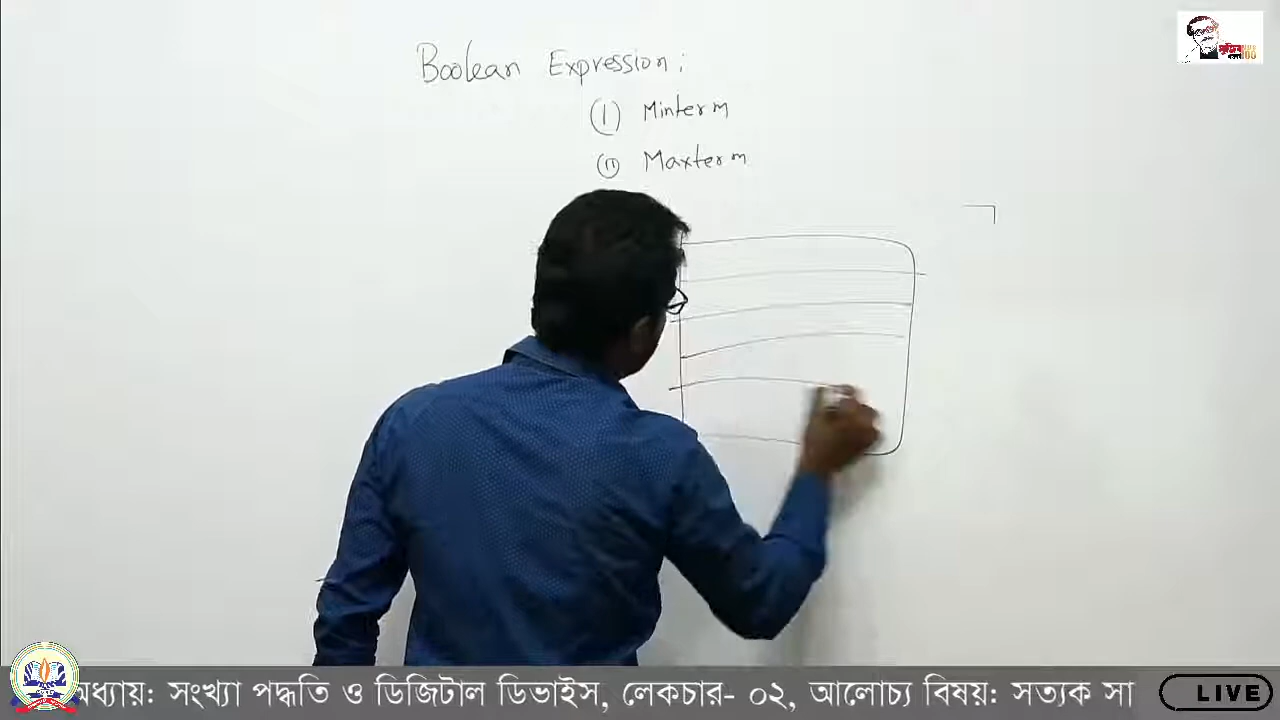 Boolean Expression:
(I) Minterm
(II) Maxterm
অধ্যায়: সংখ্যা পদ্ধতি ও ডিজিটাল ডিভাইস, লেকচার- ০২, আলোচ্য বিষয়: সত্যক সা
LIVE